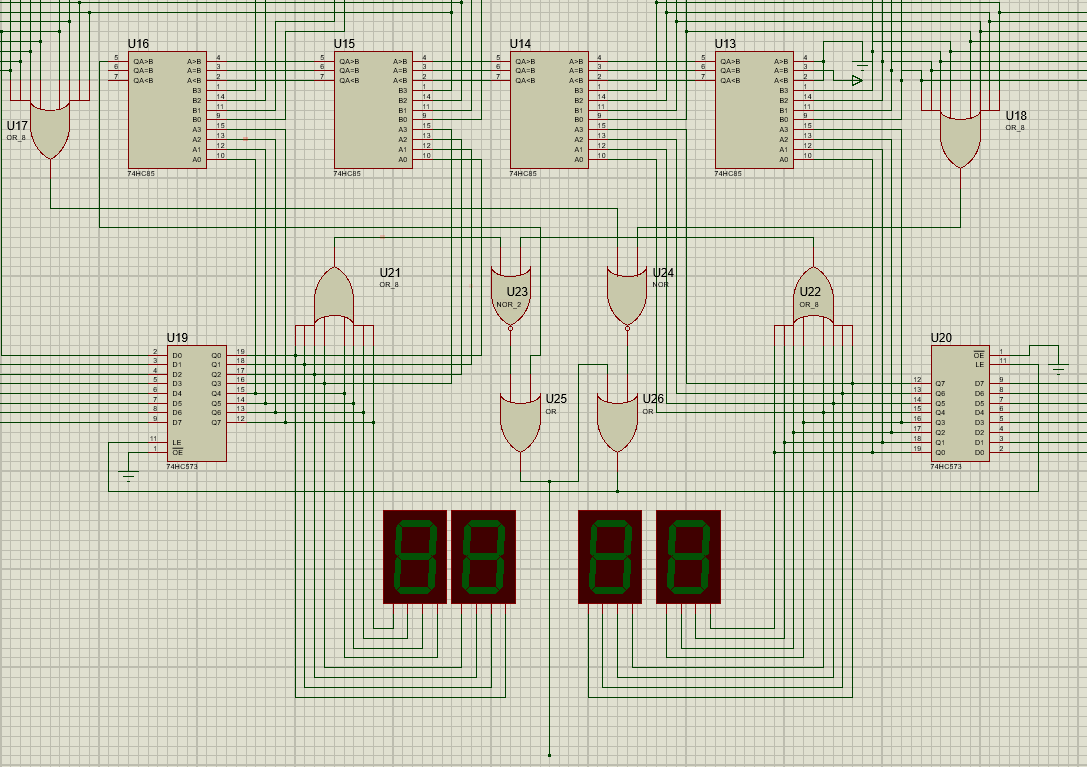 U16
U15
U14
U13
5 QA>B A>B 4
6 QA=B A=B 3
7 QA<B A<B 2
B3 1
B2 14
B1 11
B0 9
A3 15
A2 13
A1 12
A0 10
74HC85
5 QA>B A>B 4
6 QA=B A=B 3
7 QA<B A<B 2
B3 1
B2 14
B1 11
B0 9
A3 15
A2 13
A1 12
A0 10
74HC85
5 QA>B A>B 4
6 QA=B A=B 3
7 QA<B A<B 2
B3 1
B2 14
B1 11
B0 9
A3 15
A2 13
A1 12
A0 10
74HC85
5 QA>B A>B 4
6 QA=B A=B 3
7 QA<B A<B 2
B3 1
B2 14
B1 11
B0 9
A3 15
A2 13
A1 12
A0 10
74HC85
U17
OR_8
U18
OR_8
U21
OR_8
U23
NOR_2
U24
NOR
U22
OR_8
U19
2 D0 Q0 19
3 D1 Q1 18
4 D2 Q2 17
5 D3 Q3 16
6 D4 Q4 15
7 D5 Q5 14
8 D6 Q6 13
9 D7 Q7 12
11 LE
1 OE
74HC573
U25
OR
U26
OR
U20
OE 1
LE 11
12 Q7 D7 9
13 Q6 D6 8
14 Q5 D5 7
15 Q4 D4 6
16 Q3 D3 5
17 Q2 D2 4
18 Q1 D1 3
19 Q0 D0 2
74HC573